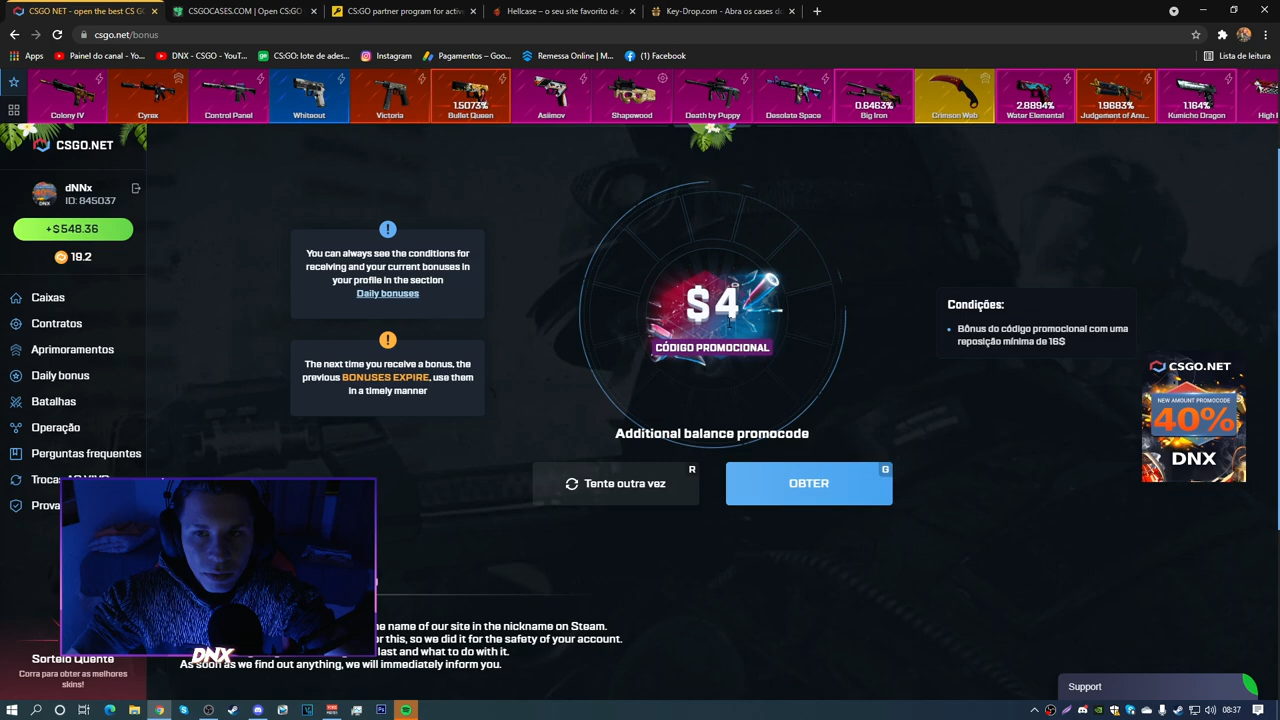 CSGO NET - open the best CS G
CSGOCASES.COM | Open CS:GO
CS:GO partner program for active
Hellcase – o seu site favorito de a
Key-Drop.com - Abra os cases do
csgo.net/bonus
Apps
Painel do canal - Yo...
DNX - CSGO - YouT...
CS:GO: lote de ades...
Instagram
Pagamentos – Goo...
Remessa Online | M...
(1) Facebook
Lista de leitura
Colony IV
Cyrex
Control Panel
Whiteout
Victoria
1.5073%
Bullet Queen
Asiimov
Shapewood
Death by Puppy
Desolate Space
0.6463%
Big Iron
Crimson Web
2.8894%
Water Elemental
1.9683%
Judgement of Anu...
1.164%
Kumicho Dragon
High
CSGO.NET
dNNx
ID: 845037
40%
DNX
+$548.36
19.2
Caixas
Contratos
Aprimoramentos
Daily bonus
Batalhas
Operação
Perguntas frequentes
Prova
You can always see the conditions for
receiving and your current bonuses in
your profile in the section
Daily bonuses
The next time you receive a bonus, the
previous BONUSES EXPIRE, use them
in a timely manner
$ 4
CÓDIGO PROMOCIONAL
Additional balance promocode
Tente outra vez
R
OBTER
G
Condições:
Bônus do código promocional com uma
reposição mínima de 16$
CSGO.NET
NEW AMOUNT PROMOCODE
40%
DNX
e name of our site in the nickname on Steam.
or this, so we did it for the safety of your account.
last and what to do with it.
As soon as we find out anything, we will immediately inform you.
DNX
Sorteio Quente
Corra para obter as melhores
skins!
Support
08:37